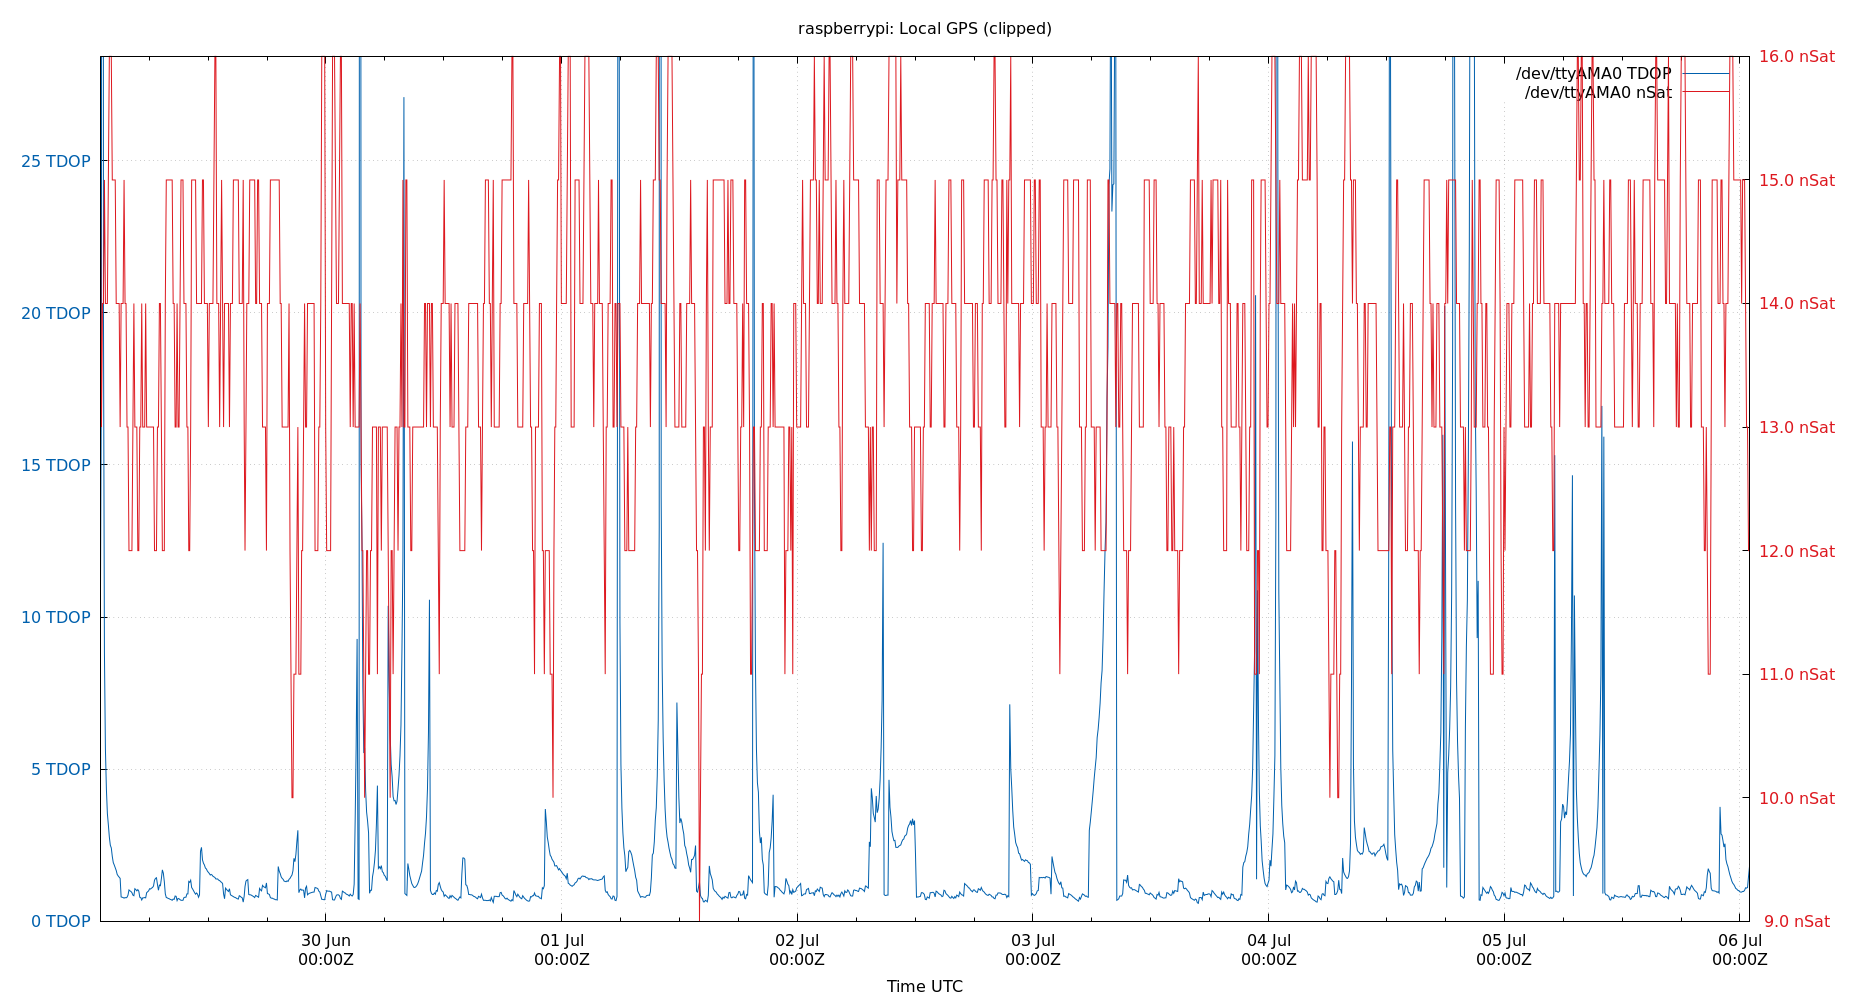 raspberrypi: Local GPS (clipped)
/dev/ttyAMA0 TDOP
/dev/ttyAMA0 nSat
25 TDOP
20 TDOP
15 TDOP
10 TDOP
5 TDOP
0 TDOP
16.0 nSat
15.0 nSat
14.0 nSat
13.0 nSat
12.0 nSat
11.0 nSat
10.0 nSat
9.0 nSat
30 Jun
00:00Z
01 Jul
00:00Z
02 Jul
00:00Z
03 Jul
00:00Z
04 Jul
00:00Z
05 Jul
00:00Z
06 Jul
00:00Z
Time UTC